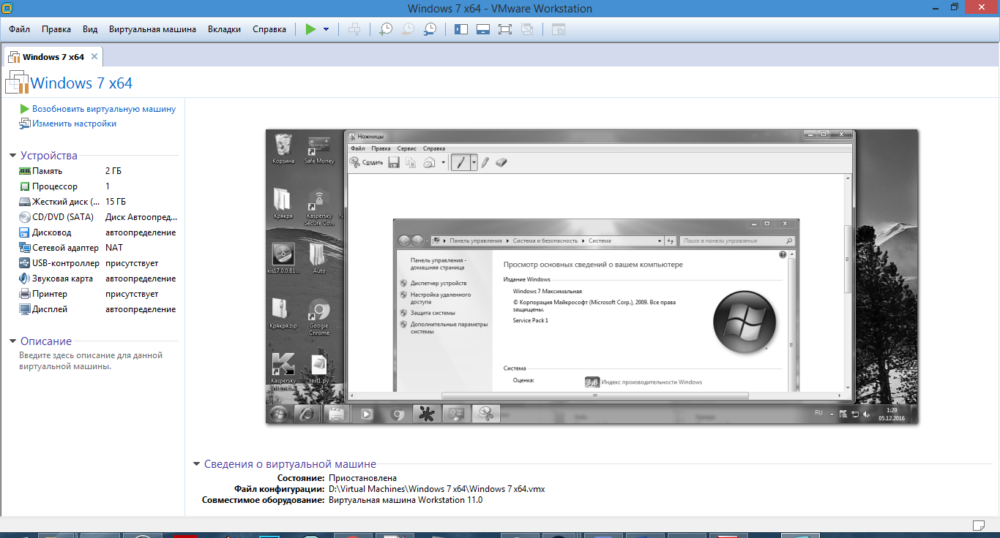 Windows 7 x64 - VMware Workstation
Файл Правка Вид Виртуальная машина Вкладки Справка
Windows 7 x64
Windows 7 x64
Возобновить виртуальную машину
Изменить настройки
Устройства
Память 2 ГБ
Процессор 1
Жесткий диск (... 15 ГБ
CD/DVD (SATA) Диск Автоопред...
Дисковод автоопределение
Сетевой адаптер NAT
USB-контроллер присутствует
Звуковая карта автоопределение
Принтер присутствует
Дисплей автоопределение
Описание
Введите здесь описание для данной
виртуальной машины.
Корзина
Safe Money
Крякря
Kaspersky
Secure Co...
kis17.0.0.61...
Auto
Крякря.zip
Google
Chrome
Kaspersky
Internet...
test1.py
Ножницы
Файл Правка Сервис Справка
Создать
Панель управления Система и безопасность Система
Поиск в панели управления
Панель управления -
домашняя страница
Диспетчер устройств
Настройка удаленного
доступа
Защита системы
Дополнительные параметры
системы
Просмотр основных сведений о вашем компьютере
Издание Windows
Windows 7 Максимальная
© Корпорация Майкрософт (Microsoft Corp.), 2009. Все права
защищены.
Service Pack 1
Система
Оценка: 3,8 Индекс производительности Windows
RU
1:29
05.12.2016
Сведения о виртуальной машине
Состояние: Приостановлена
Файл конфигурации: D:\Virtual Machines\Windows 7 x64\Windows 7 x64.vmx
Совместимое оборудование: Виртуальная машина Workstation 11.0